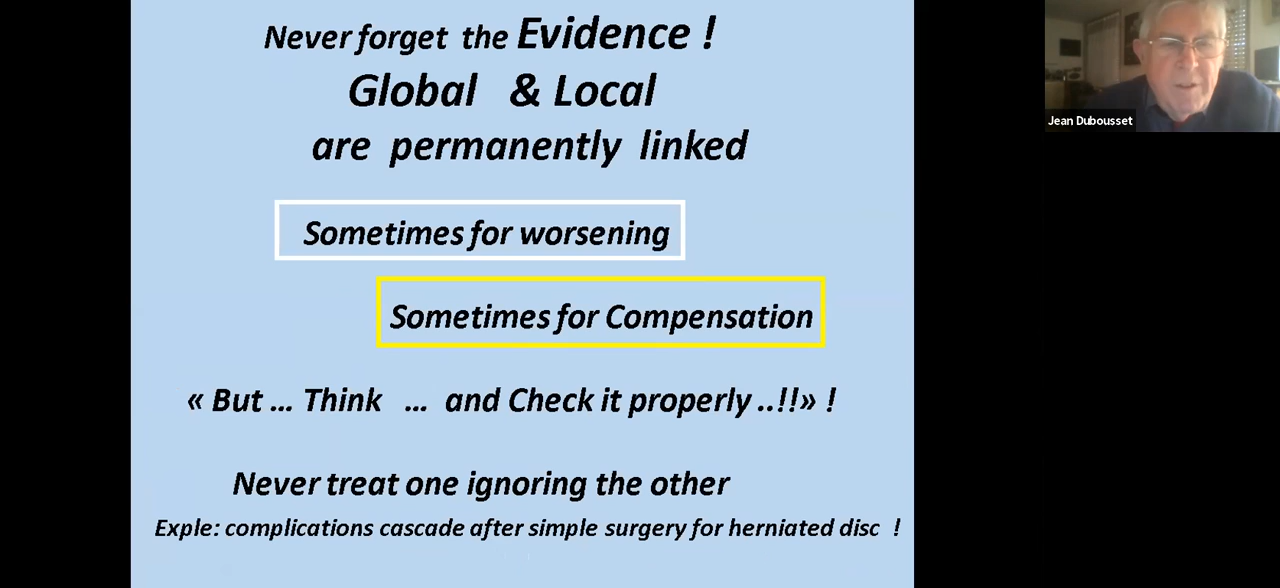 Never forget the Evidence !
Global & Local
are permanently linked
Sometimes for worsening
Sometimes for Compensation
« But ... Think ... and Check it properly ..!!» !
Never treat one ignoring the other
Exple: complications cascade after simple surgery for herniated disc !
Jean Dubousset